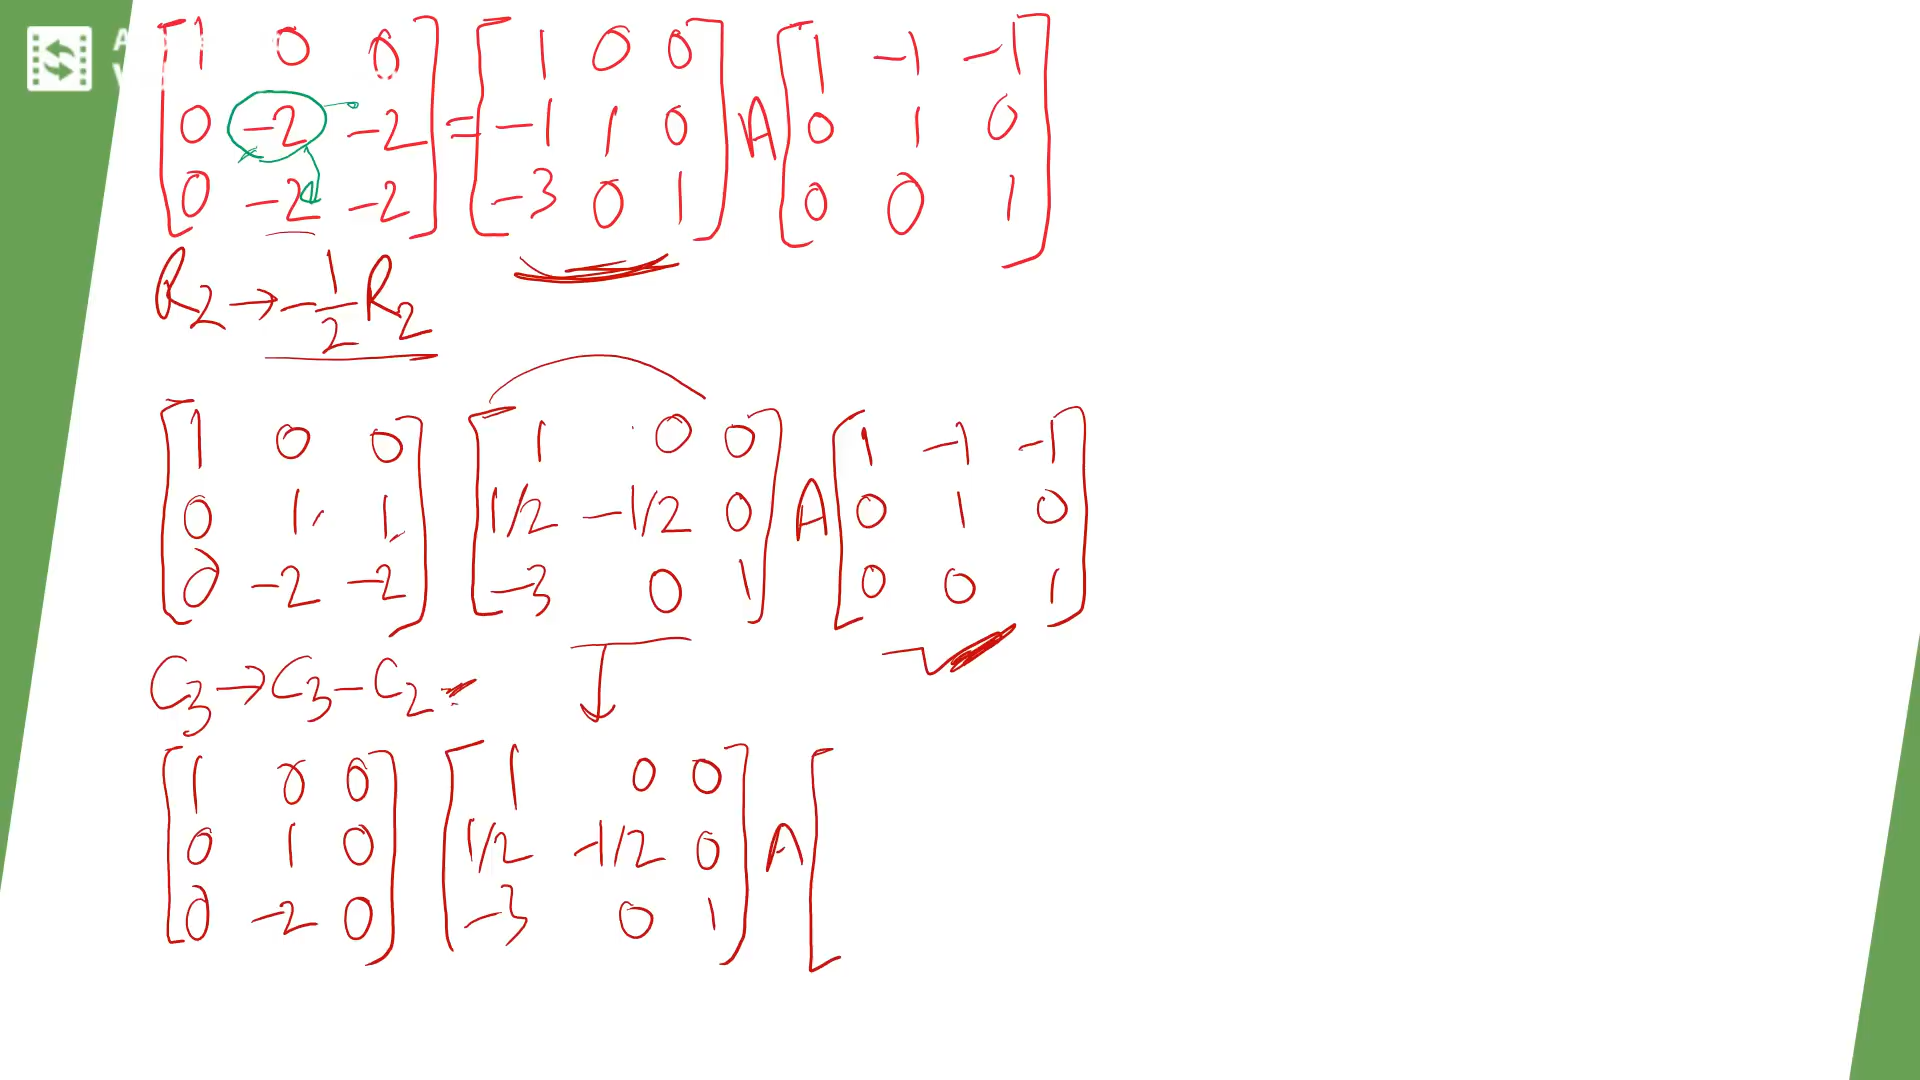 1 0 0 1 0 0 1 -1 -1
0 -2 -2 = -1 1 0 A 0 1 0
0 -2 -2 -3 0 1 0 0 1
R2 → -1/2 R2
1 0 0 1 0 0 1 -1 -1
0 1 1 1/2 -1/2 0 A 0 1 0
0 -2 -2 -3 0 1 0 0 1
C3 → C3 - C2
1 0 0 1 0 0
0 1 0 1/2 -1/2 0 A
0 -2 0 -3 0 1